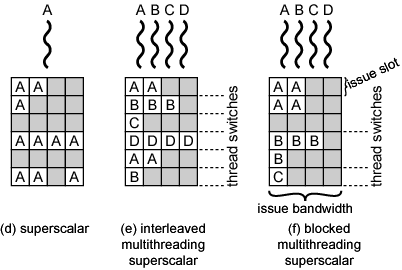 A
A B C D
A B C D
A A
A
A A A A
A A A
A A
B B B
C
D D D D
A A
B
thread switches
A A
A A
B B B
B
C
issue slot
thread switches
issue bandwidth
(d) superscalar
(e) interleaved
multithreading
superscalar
(f) blocked
multithreading
superscalar